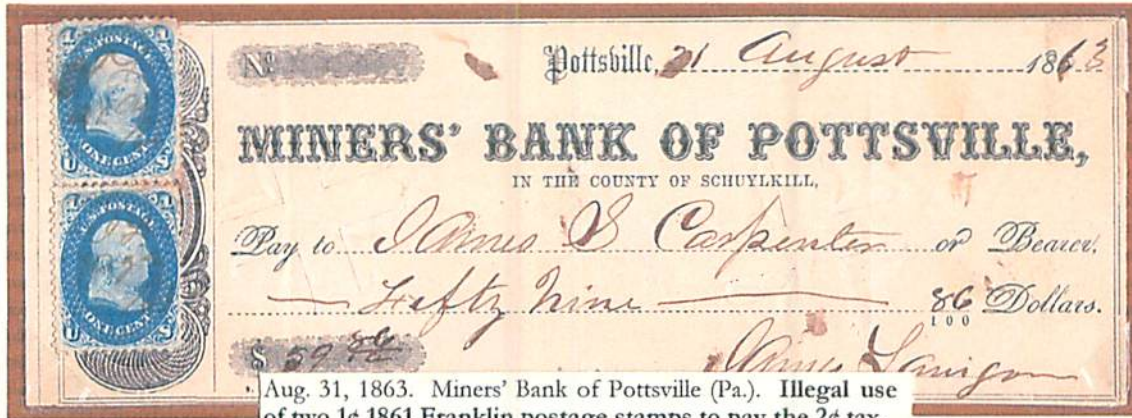 U.S. POSTAGE
ONE CENT
U S
U.S. POSTAGE
ONE CENT
U S
No
Pottsville, 31 August 1863
MINERS' BANK OF POTTSVILLE,
IN THE COUNTY OF SCHUYLKILL,
Pay to James S Carpenter or Bearer,
Fifty Nine 86/100 Dollars.
$ 59 86
James Lanigan
Aug. 31, 1863. Miners' Bank of Pottsville (Pa.). Illegal use
of two 1¢ 1861 Franklin postage stamps to pay the 2¢ tax